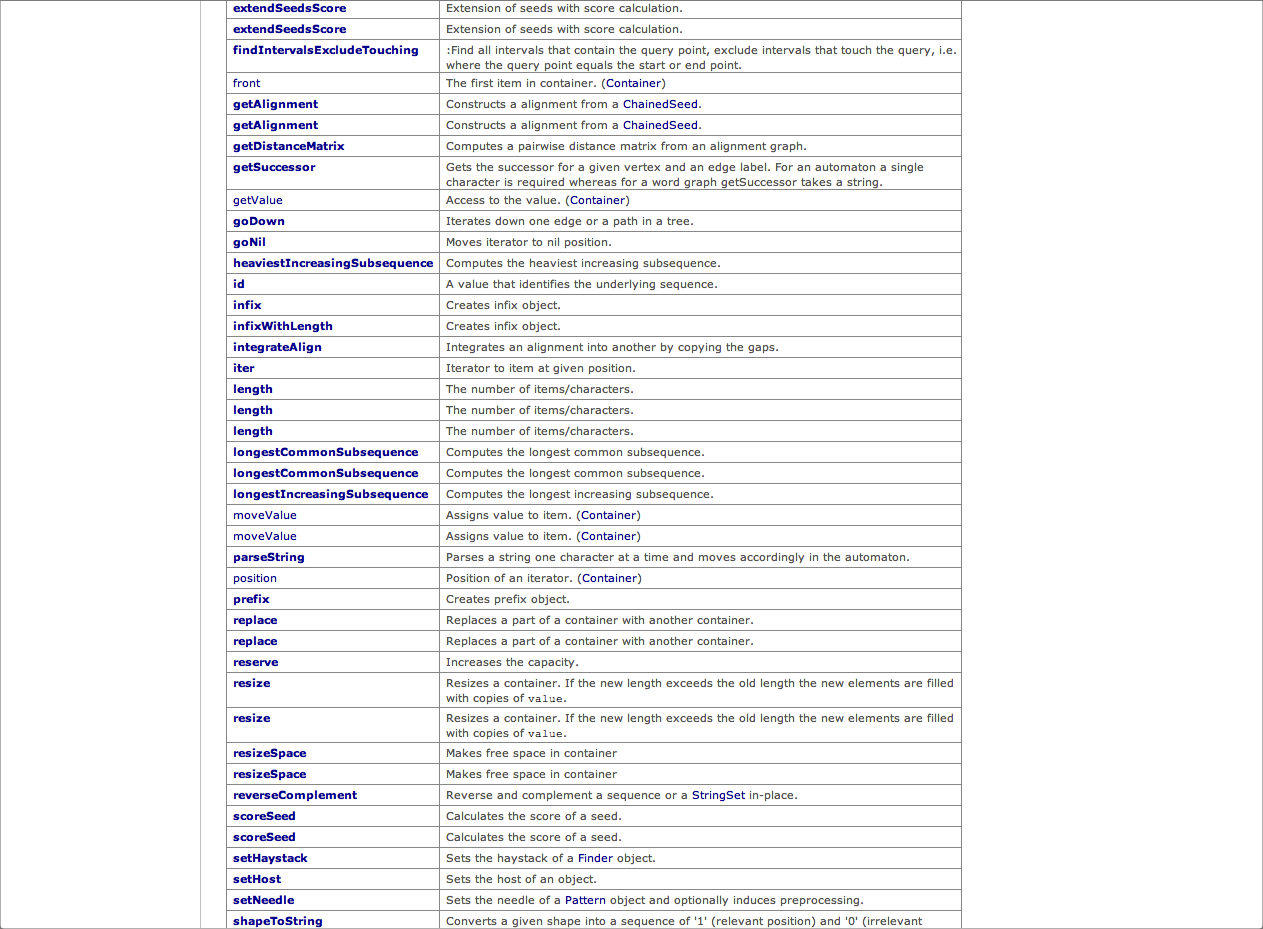 extendSeedsScore Extension of seeds with score calculation.
extendSeedsScore Extension of seeds with score calculation.
findIntervalsExcludeTouching :Find all intervals that contain the query point, exclude intervals that touch the query, i.e.
where the query point equals the start or end point.
front The first item in container. (Container)
getAlignment Constructs a alignment from a ChainedSeed.
getAlignment Constructs a alignment from a ChainedSeed.
getDistanceMatrix Computes a pairwise distance matrix from an alignment graph.
getSuccessor Gets the successor for a given vertex and an edge label. For an automaton a single
character is required whereas for a word graph getSuccessor takes a string.
getValue Access to the value. (Container)
goDown Iterates down one edge or a path in a tree.
goNil Moves iterator to nil position.
heaviestIncreasingSubsequence Computes the heaviest increasing subsequence.
id A value that identifies the underlying sequence.
infix Creates infix object.
infixWithLength Creates infix object.
integrateAlign Integrates an alignment into another by copying the gaps.
iter Iterator to item at given position.
length The number of items/characters.
length The number of items/characters.
length The number of items/characters.
longestCommonSubsequence Computes the longest common subsequence.
longestCommonSubsequence Computes the longest common subsequence.
longestIncreasingSubsequence Computes the longest increasing subsequence.
moveValue Assigns value to item. (Container)
moveValue Assigns value to item. (Container)
parseString Parses a string one character at a time and moves accordingly in the automaton.
position Position of an iterator. (Container)
prefix Creates prefix object.
replace Replaces a part of a container with another container.
replace Replaces a part of a container with another container.
reserve Increases the capacity.
resize Resizes a container. If the new length exceeds the old length the new elements are filled
with copies of value.
resize Resizes a container. If the new length exceeds the old length the new elements are filled
with copies of value.
resizeSpace Makes free space in container
resizeSpace Makes free space in container
reverseComplement Reverse and complement a sequence or a StringSet in-place.
scoreSeed Calculates the score of a seed.
scoreSeed Calculates the score of a seed.
setHaystack Sets the haystack of a Finder object.
setHost Sets the host of an object.
setNeedle Sets the needle of a Pattern object and optionally induces preprocessing.
shapeToString Converts a given shape into a sequence of '1' (relevant position) and '0' (irrelevant